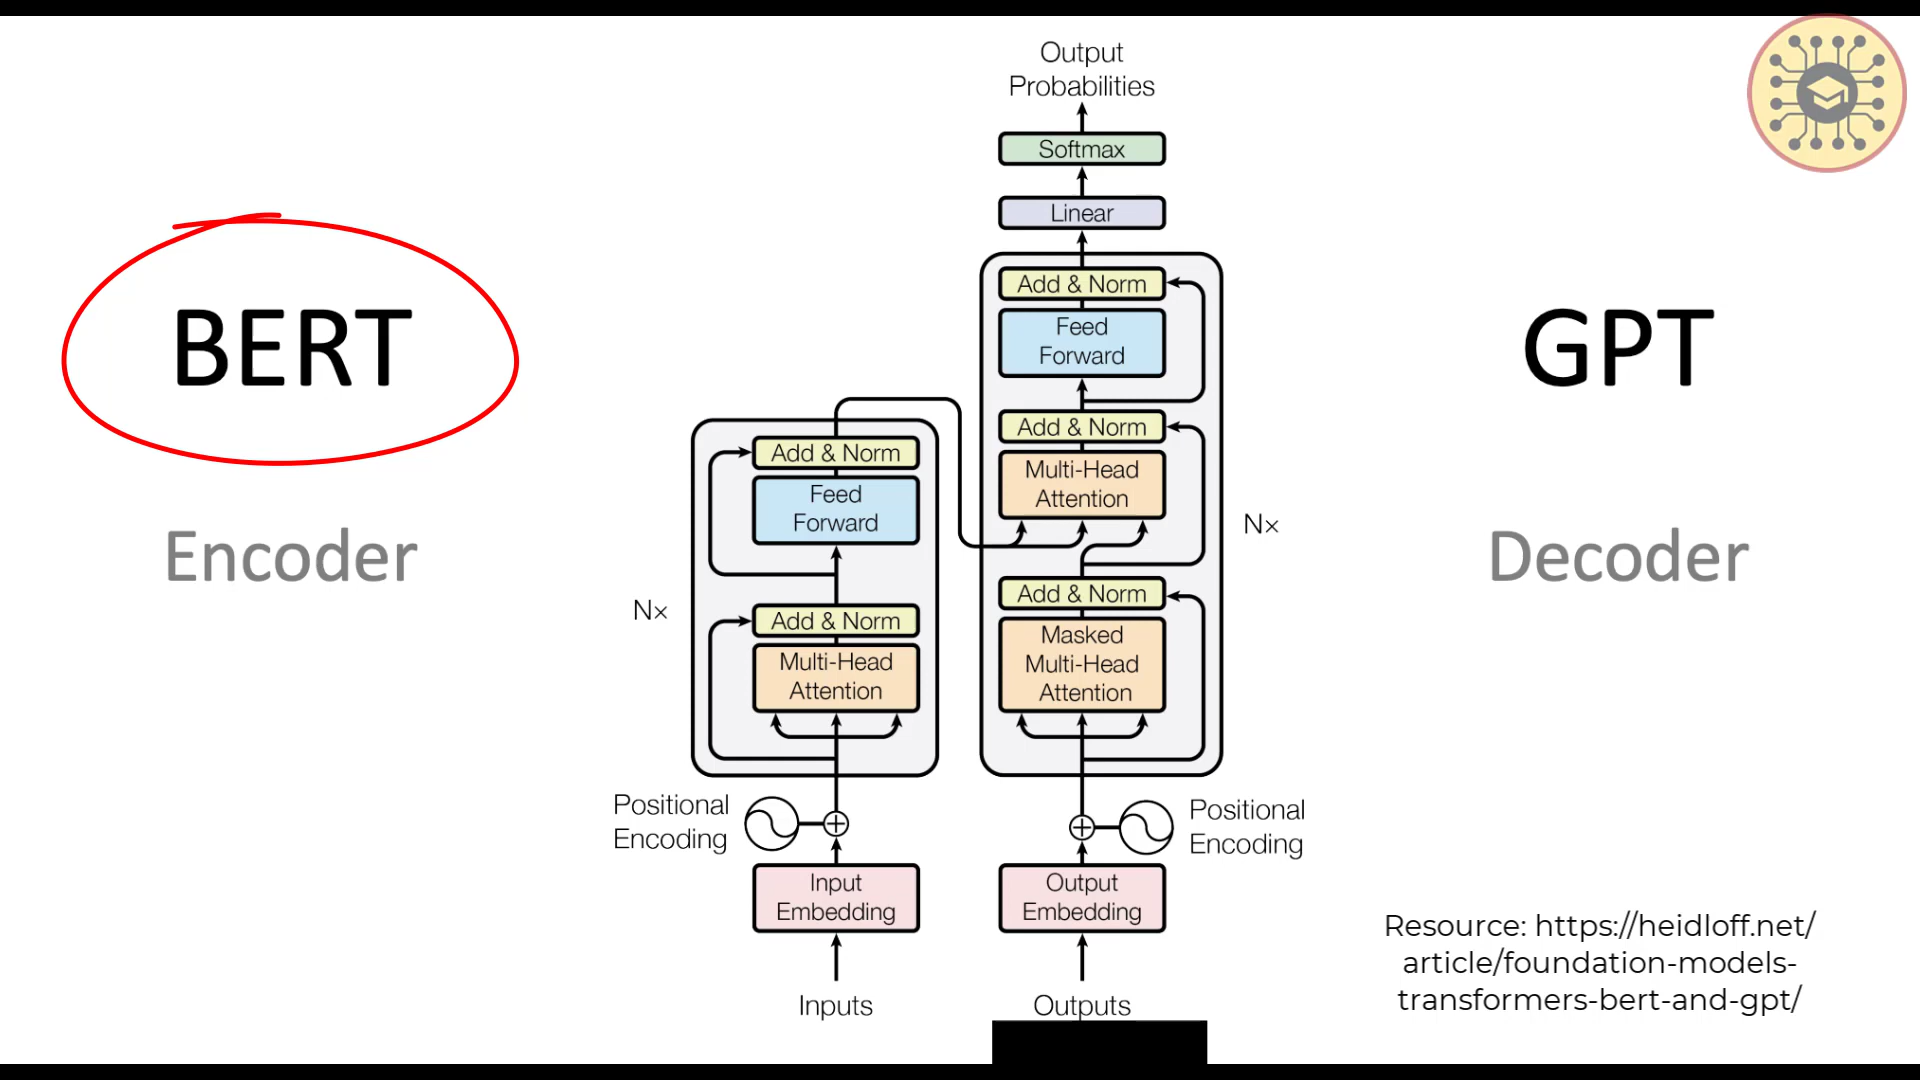 BERT
Encoder
Output
Probabilities
Softmax
Linear
Add & Norm
Feed
Forward
Add & Norm
Multi-Head
Attention
Add & Norm
Masked
Multi-Head
Attention
N×
Positional
Encoding
Output
Embedding
Outputs
Add & Norm
Feed
Forward
Add & Norm
Multi-Head
Attention
N×
Positional
Encoding
Input
Embedding
Inputs
GPT
Decoder
Resource: https://heidloff.net/
article/foundation-models-
transformers-bert-and-gpt/